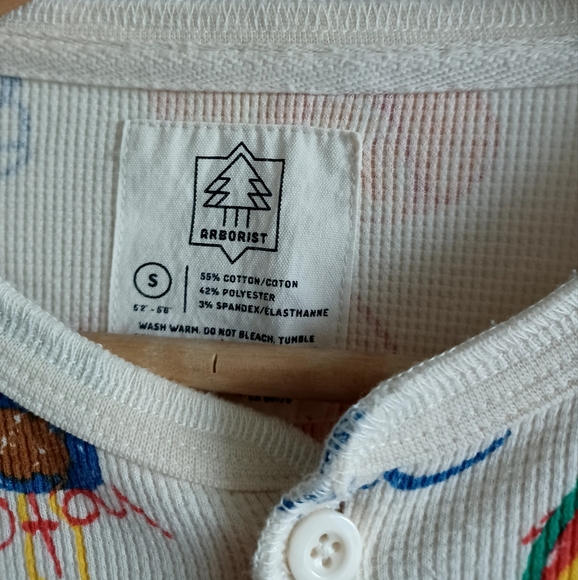 ARBORIST
S
5'2" - 5'6"
55% COTTON/COTON
42% POLYESTER
3% SPANDEX/ELASTHANNE
WASH WARM, DO NOT BLEACH, TUMBLE